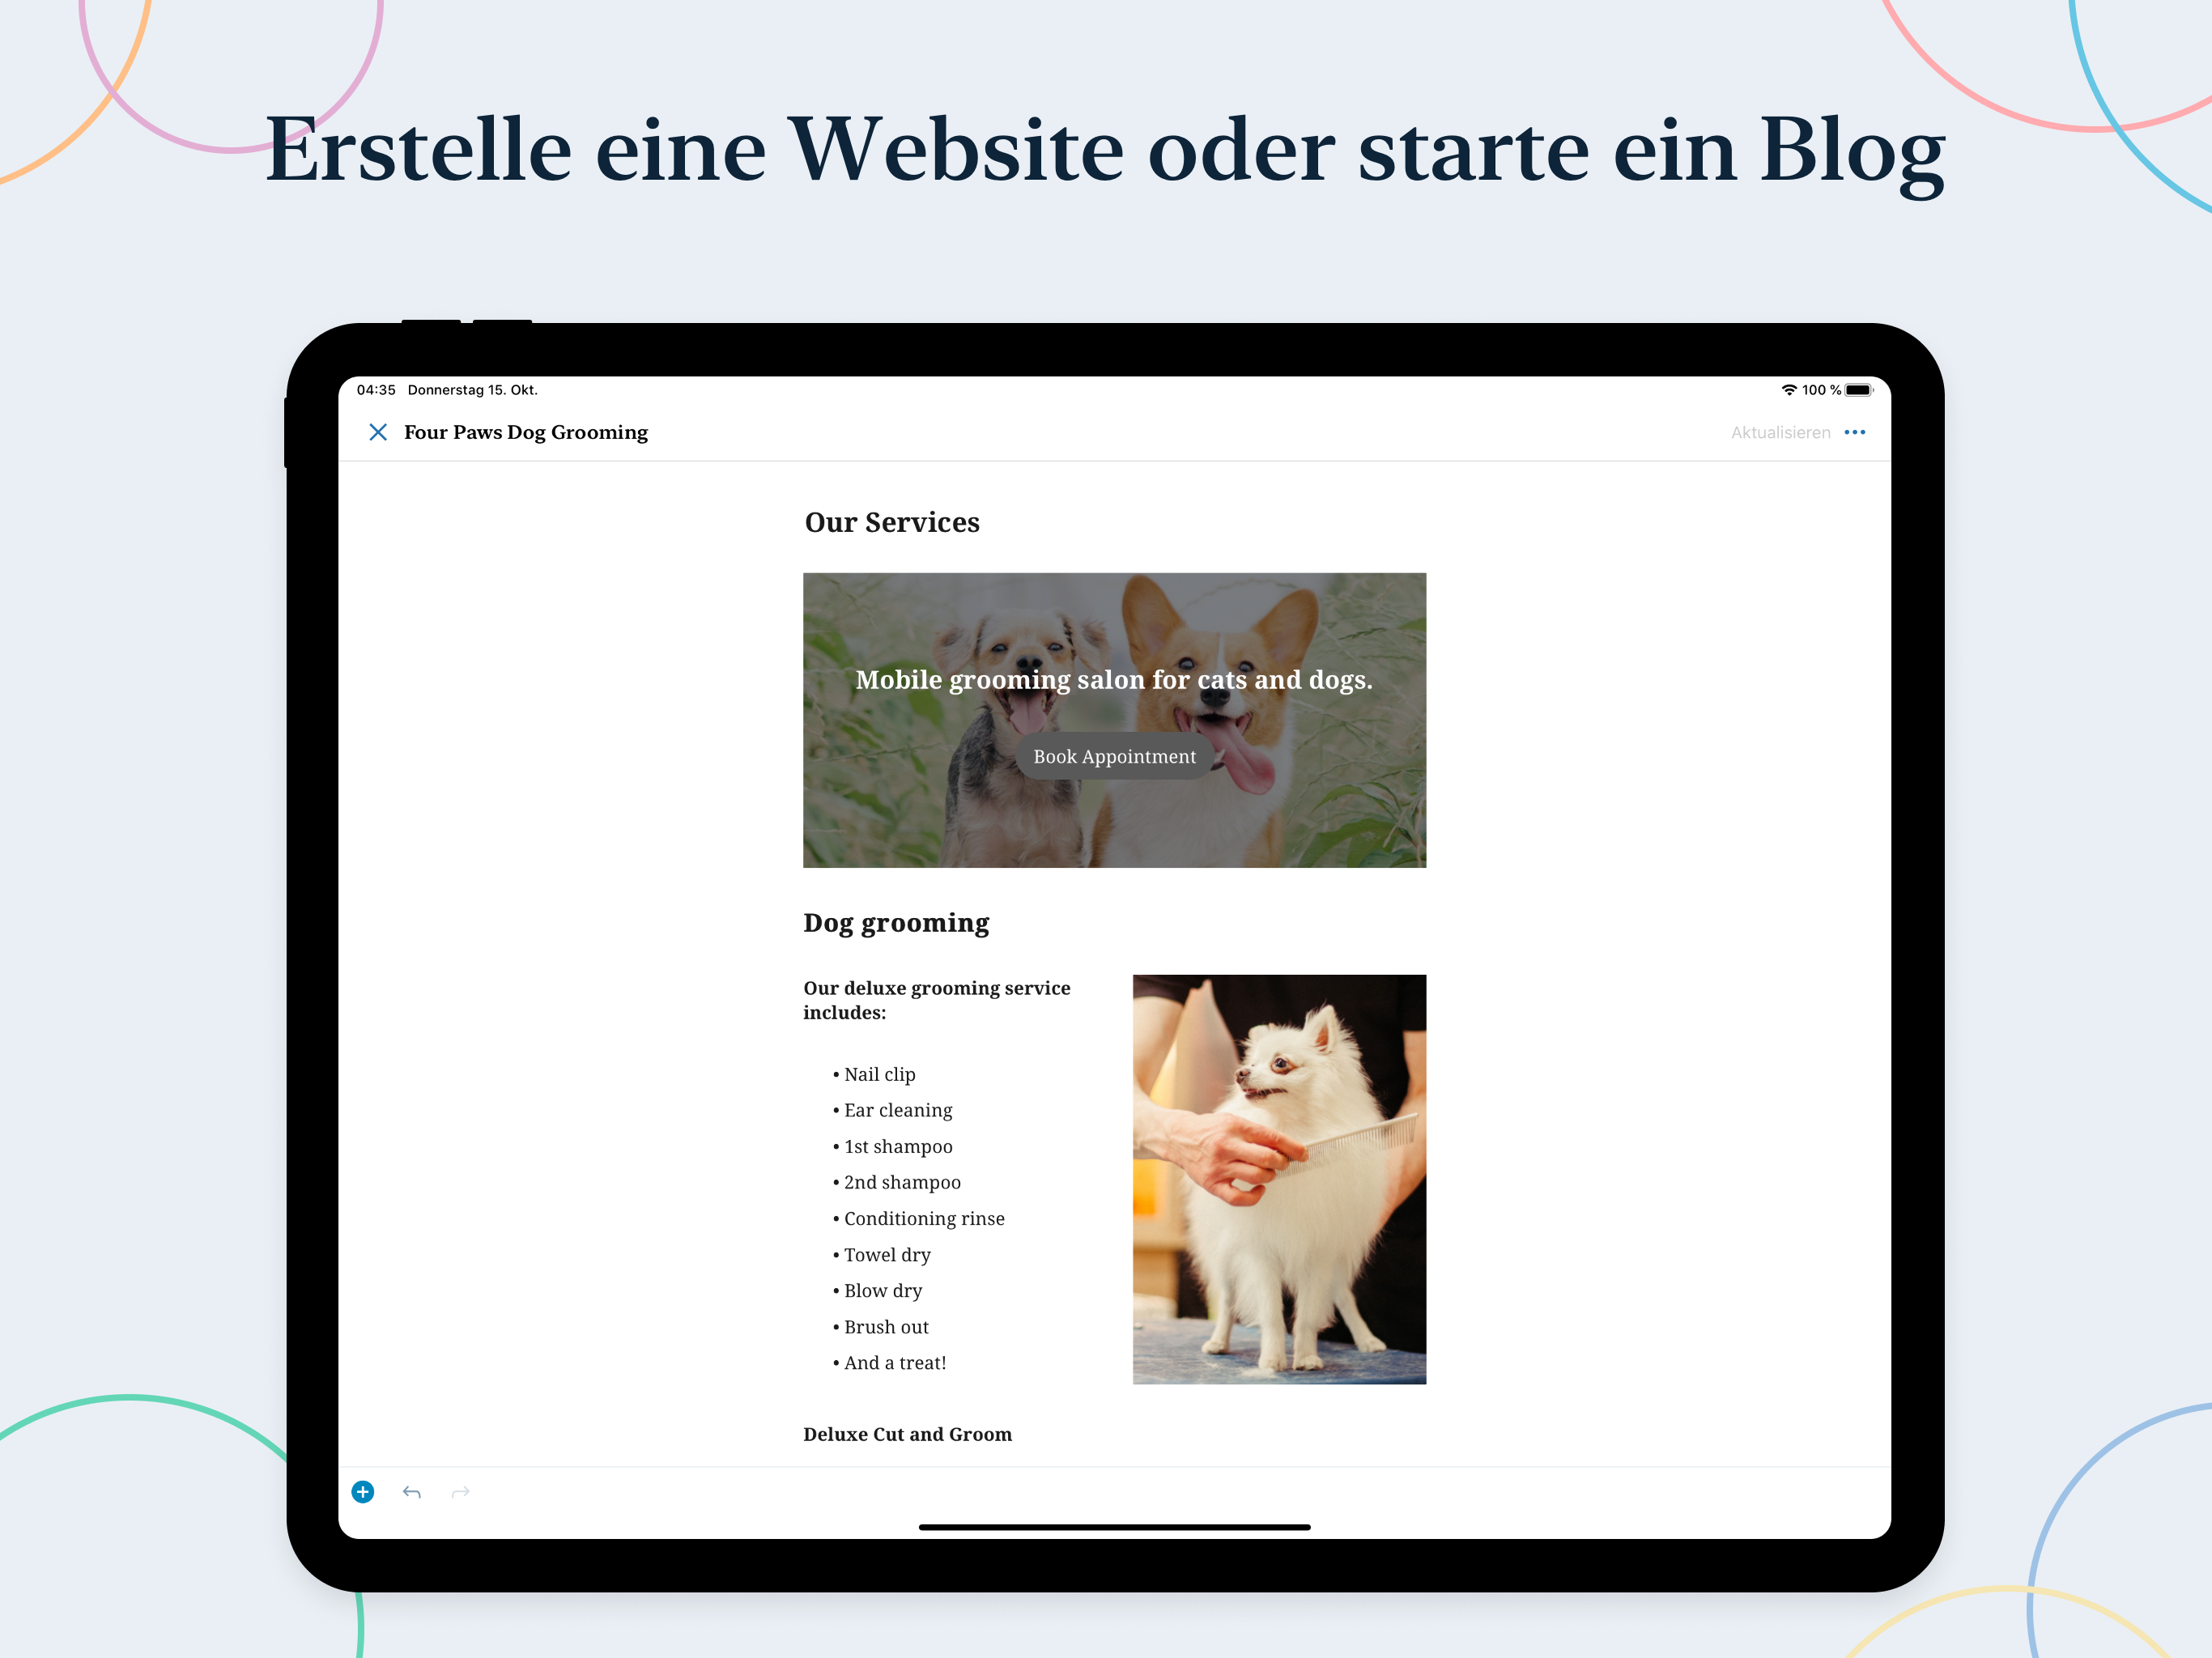 Erstelle eine Website oder starte ein Blog
04:35 Donnerstag 15. Okt.
100 %
Four Paws Dog Grooming
Aktualisieren
Our Services
Mobile grooming salon for cats and dogs.
Book Appointment
Dog grooming
Our deluxe grooming service
includes:
• Nail clip
• Ear cleaning
• 1st shampoo
• 2nd shampoo
• Conditioning rinse
• Towel dry
• Blow dry
• Brush out
• And a treat!
Deluxe Cut and Groom